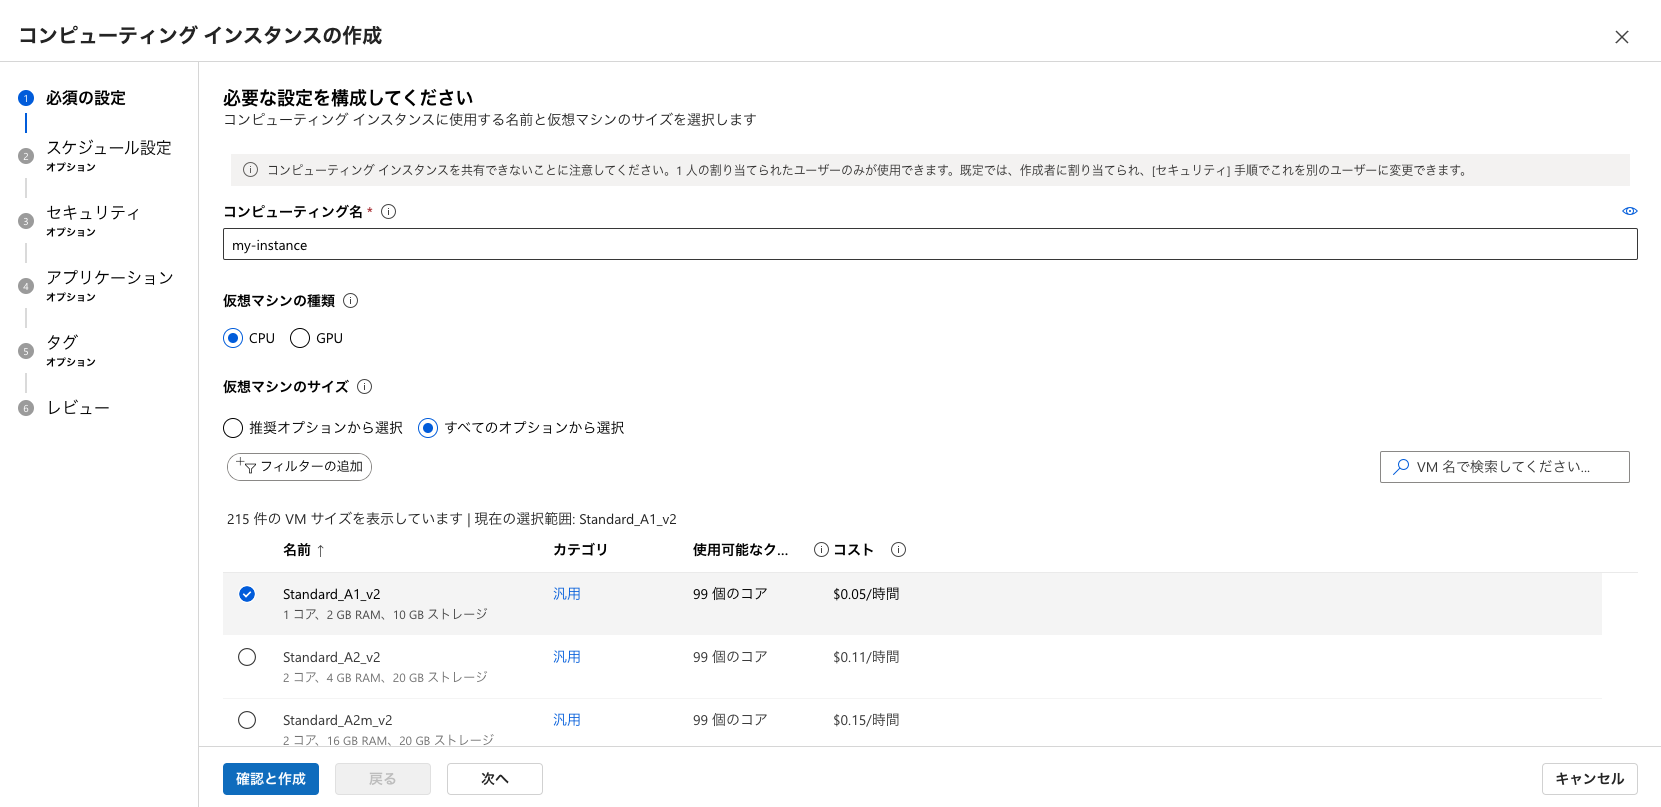 コンピューティング インスタンスの作成
1 必須の設定
2 スケジュール設定
オプション
3 セキュリティ
オプション
4 アプリケーション
オプション
5 タグ
オプション
6 レビュー
必要な設定を構成してください
コンピューティング インスタンスに使用する名前と仮想マシンのサイズを選択します
コンピューティング インスタンスを共有できないことに注意してください。1 人の割り当てられたユーザーのみが使用できます。既定では、作成者に割り当てられ、[セキュリティ] 手順でこれを別のユーザーに変更できます。
コンピューティング名 *
my-instance
仮想マシンの種類
CPU GPU
仮想マシンのサイズ
推奨オプションから選択 すべてのオプションから選択
フィルターの追加 VM 名で検索してください...
215 件の VM サイズを表示しています | 現在の選択範囲: Standard_A1_v2
名前 ↑ カテゴリ 使用可能なク... コスト
Standard_A1_v2 汎用 99 個のコア $0.05/時間
1 コア、2 GB RAM、10 GB ストレージ
Standard_A2_v2 汎用 99 個のコア $0.11/時間
2 コア、4 GB RAM、20 GB ストレージ
Standard_A2m_v2 汎用 99 個のコア $0.15/時間
2 コア、16 GB RAM、20 GB ストレージ
確認と作成 戻る 次へ キャンセル